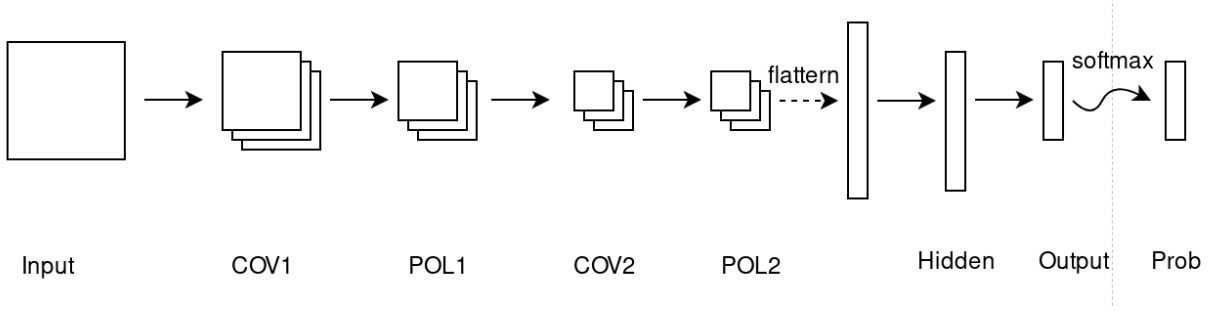 flattern
softmax
Input
COV1
POL1
COV2
POL2
Hidden
Output
Prob